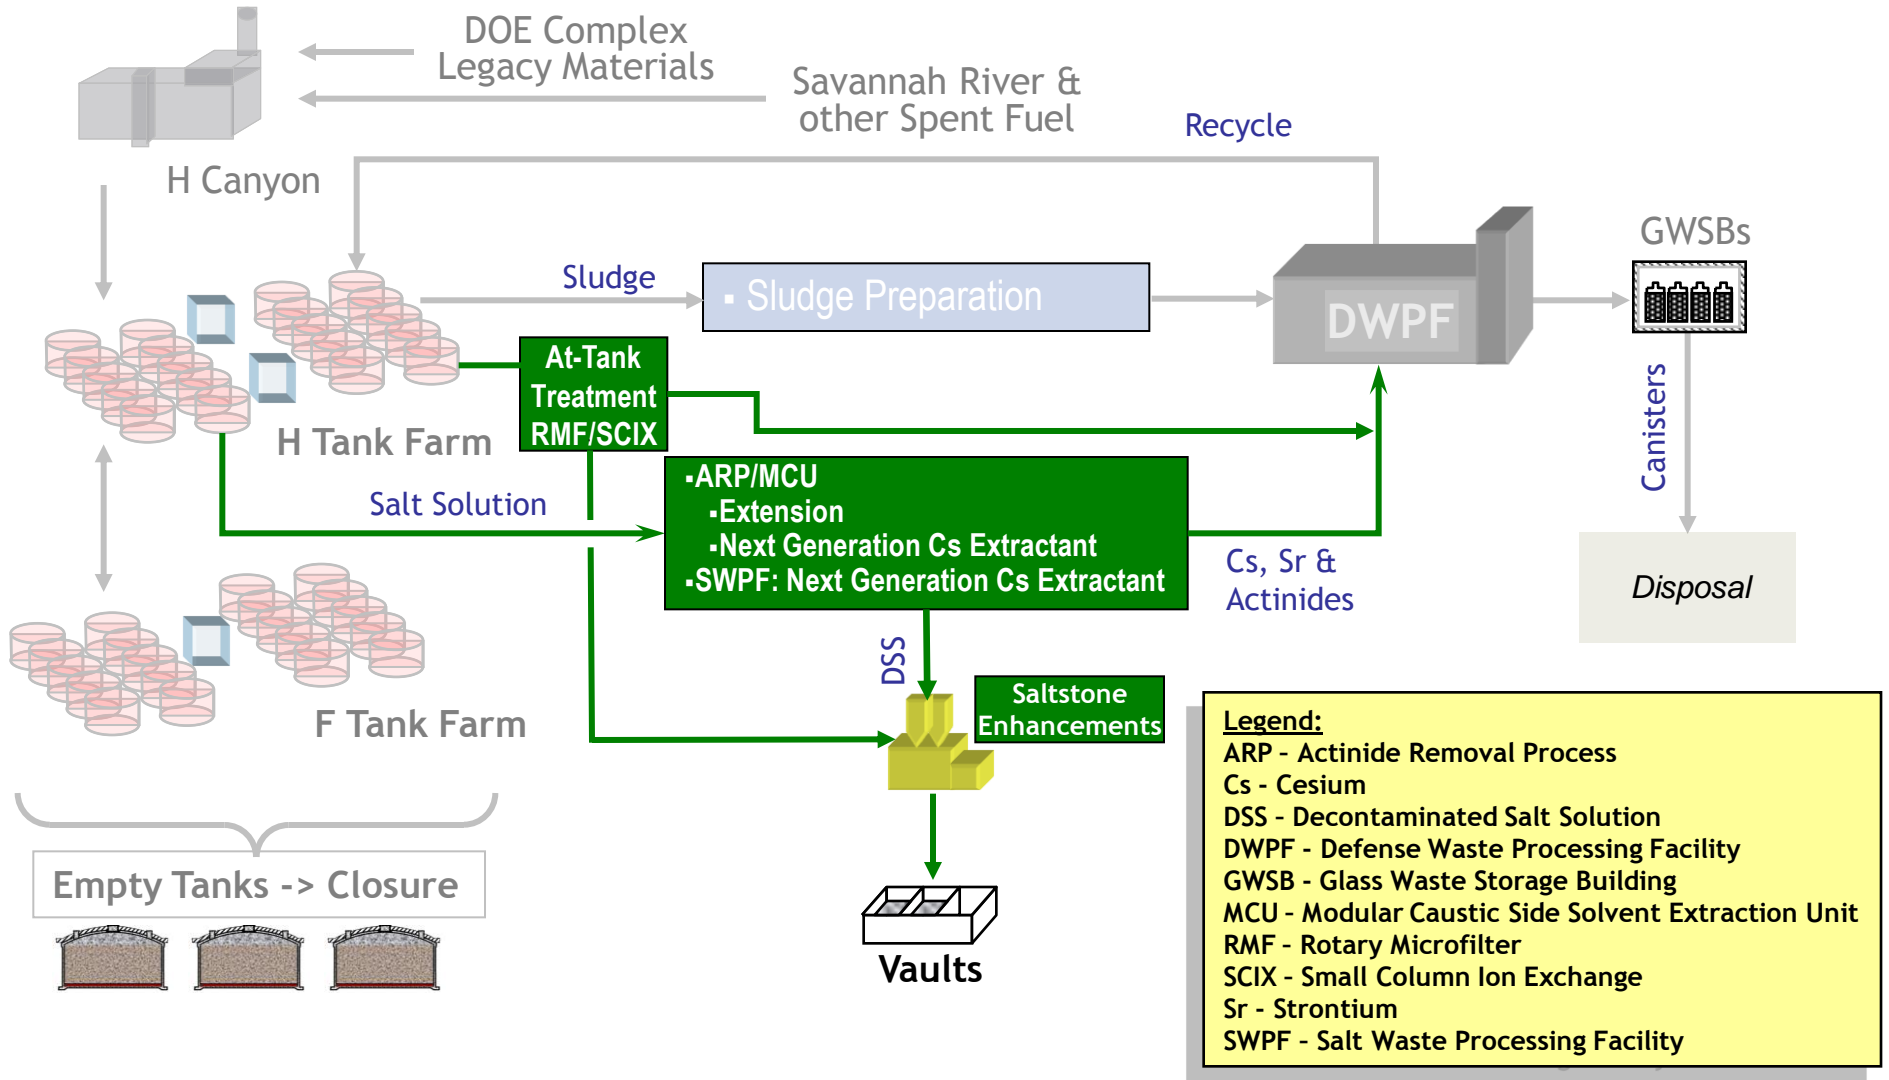 DOE Complex
Legacy Materials
Savannah River &
other Spent Fuel
Recycle
H Canyon
GWSBs
Sludge
▪ Sludge Preparation
DWPF
At-Tank
Treatment
RMF/SCIX
H Tank Farm
Canisters
▪ARP/MCU
▪Extension
▪Next Generation Cs Extractant
▪SWPF: Next Generation Cs Extractant
Salt Solution
Cs, Sr &
Actinides
Disposal
DSS
Saltstone
Enhancements
F Tank Farm
Legend:
ARP – Actinide Removal Process
Cs - Cesium
DSS – Decontaminated Salt Solution
DWPF - Defense Waste Processing Facility
GWSB - Glass Waste Storage Building
MCU – Modular Caustic Side Solvent Extraction Unit
RMF – Rotary Microfilter
SCIX – Small Column Ion Exchange
Sr - Strontium
SWPF – Salt Waste Processing Facility
Empty Tanks -> Closure
Vaults